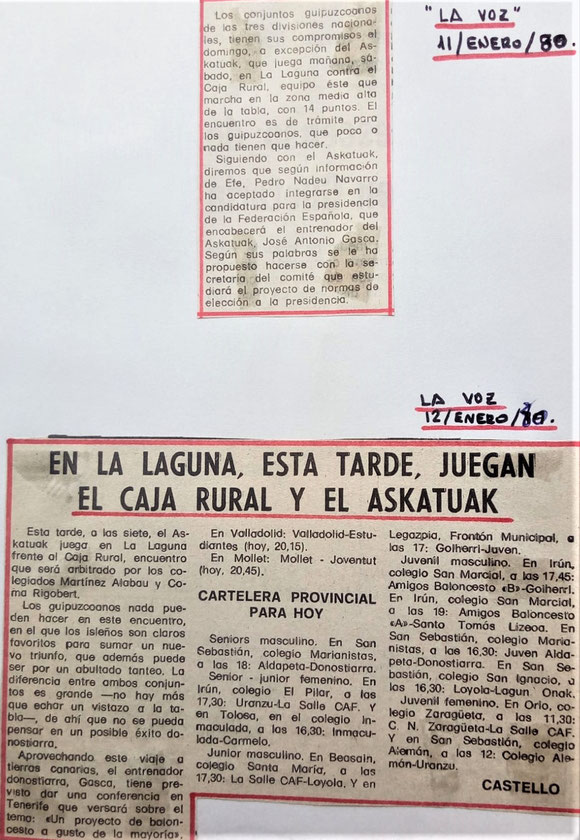 Los conjuntos guipuzcoanos
de las tres divisiones naciona-
les, tienen sus compromisos el
domingo, a excepción del As-
katuak, que juega mañana, sá-
bado, en La Laguna contra el
Caja Rural, equipo éste que
marcha en la zona media alta
de la tabla, con 14 puntos. El
encuentro es de trámite para
los guipuzcoanos, que poco o
nada tienen que hacer.
Siguiendo con el Askatuak,
diremos que según información
de Efe, Pedro Nadeu Navarro
ha aceptado integrarse en la
candidatura para la presidencia
de la Federación Española, que
encabecerá el entrenador del
Askatuak, José Antonio Gasca.
Según sus palabras se le ha
propuesto hacerse con la se-
cretaría del comité que estu-
diará el proyecto de normas de
elección a la presidencia.
"LA VOZ"
11/ENERO/80.
LA VOZ
12/ENERO/80.
EN LA LAGUNA, ESTA TARDE, JUEGAN
EL CAJA RURAL Y EL ASKATUAK
Esta tarde, a las siete, el As-
katuak juega en La Laguna
frente al Caja Rural, encuentro
que será arbitrado por los co-
legiados Martínez Alabau y Co-
ma Rigobert.
Los guipuzcoanos nada pue-
den hacer en este encuentro,
en el que los isleños son claros
favoritos para sumar un nue-
vo triunfo, que además puede
ser por un abultado tanteo. La
diferencia entre ambos conjun-
tos es grande —no hay más
que echar un vistazo a la ta-
bla—, de ahí que no se pueda
pensar en un posible éxito do-
nostiarra.
Aprovechando este viaje a
tierras canarias, el entrenador
donostiarra, Gasca, tiene pre-
visto dar una conferencia en
Tenerife que versará sobre el
tema: «Un proyecto de balon-
cesto a gusto de la mayoría».
En Valladolid: Valladolid-Estu-
diantes (hoy, 20,15).
En Mollet: Mollet - Joventut
(hoy, 20,45).
CARTELERA PROVINCIAL
PARA HOY
Seniors masculino. En San
Sebastián, colegio Marianistas,
a las 18: Aldapeta-Donostiarra.
Senior - junior femenino. En
Irún, colegio El Pilar, a las
17,30: Uranzu-La Salle CAF. Y
en Tolosa, en el colegio In-
maculada, a las 16,30: Inmacu-
lada-Carmelo.
Junior masculino. En Beasain,
colegio Santa María, a las
17,30: La Salle CAF-Loyola. Y en
Legazpia, Frontón Municipal, a
las 17: Goiherri-Javen.
Juvenil masculino. En Irún,
colegio San Marcial, a las 17,45:
Amigos Baloncesto «B»-Goiherri.
En Irún, colegio San Marcial,
a las 19: Amigos Baloncesto
«A»-Santo Tomás Lizeoa. En
San Sebastián, colegio Maria-
nistas, a las 16,30: Juven Alda-
peta-Donostiarra. En San Se-
bastián, colegio San Ignacio, a
las 16,30: Loyola-Lagun Onak.
Juvenil femenino. En Orio, co-
legio Zaragüeta, a las 11,30:
C. N. Zaragüeta-La Salle CAF.
Y en San Sebastián, colegio
Alemán, a las 12: Colegio Ale-
mán-Uranzu.
CASTELLO